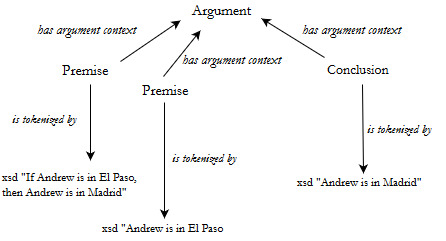 Argument
has argument context
has argument context
has argument context
Premise
Premise
Conclusion
is tokenized by
is tokenized by
is tokenized by
xsd "If Andrew is in El Paso,
then Andrew is in Madrid"
xsd "Andrew is in Madrid"
xsd "Andrew is in El Paso